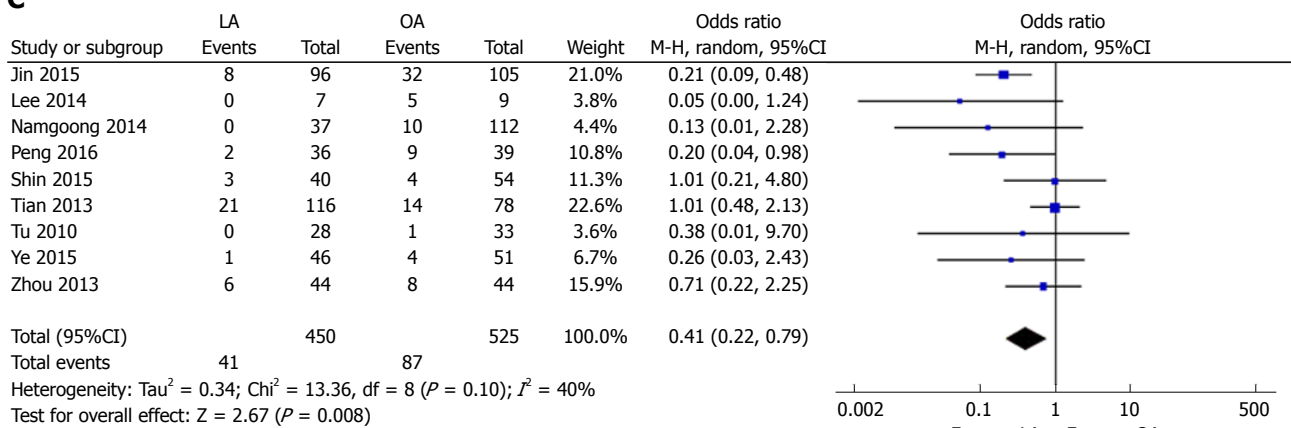 C
LA OA Odds ratio Odds ratio
Study or subgroup Events Total Events Total Weight M-H, random, 95%CI M-H, random, 95%CI
Jin 2015 8 96 32 105 21.0% 0.21 (0.09, 0.48)
Lee 2014 0 7 5 9 3.8% 0.05 (0.00, 1.24)
Namgoong 2014 0 37 10 112 4.4% 0.13 (0.01, 2.28)
Peng 2016 2 36 9 39 10.8% 0.20 (0.04, 0.98)
Shin 2015 3 40 4 54 11.3% 1.01 (0.21, 4.80)
Tian 2013 21 116 14 78 22.6% 1.01 (0.48, 2.13)
Tu 2010 0 28 1 33 3.6% 0.38 (0.01, 9.70)
Ye 2015 1 46 4 51 6.7% 0.26 (0.03, 2.43)
Zhou 2013 6 44 8 44 15.9% 0.71 (0.22, 2.25)
Total (95%CI) 450 525 100.0% 0.41 (0.22, 0.79)
Total events 41 87
Heterogeneity: Tau² = 0.34; Chi² = 13.36, df = 8 (P = 0.10); I² = 40%
Test for overall effect: Z = 2.67 (P = 0.008)
0.002 0.1 1 10 500